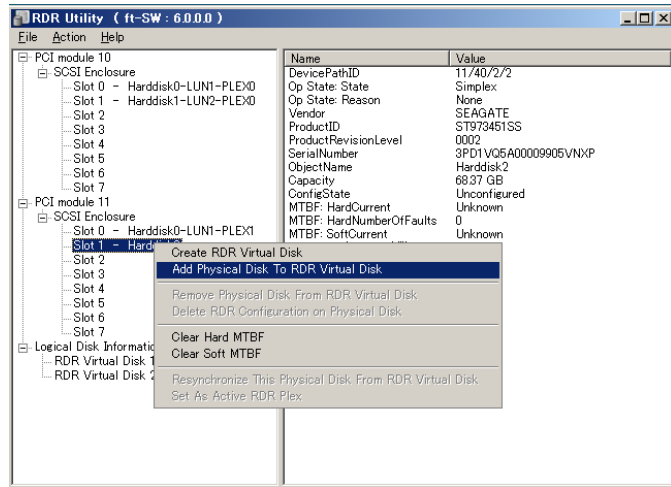 RDR Utility ( ft-SW : 6.0.0.0 )
File Action Help
PCI module 10
SCSI Enclosure
Slot 0 - Harddisk0-LUN1-PLEX0
Slot 1 - Harddisk1-LUN2-PLEX0
Slot 2
Slot 3
Slot 4
Slot 5
Slot 6
Slot 7
PCI module 11
SCSI Enclosure
Slot 0 - Harddisk0-LUN1-PLEX1
Slot 1 -
Slot 2
Slot 3
Slot 4
Slot 5
Slot 6
Slot 7
Logical Disk
RDR Virtual Disk
RDR Virtual Disk
Name Value
DevicePathID 11/40/2/2
Op State: State Simplex
Op State: Reason None
Vendor SEAGATE
ProductID ST973451SS
ProductRevisionLevel 0002
SerialNumber 3PD1VQ5A00009905VNXP
ObjectName Harddisk2
Capacity 68.37 GB
ConfigState Unconfigured
MTBF: HardCurrent Unknown
MTBF: HardNumberOfFaults 0
MTBF: SoftCurrent Unknown
Create RDR Virtual Disk
Add Physical Disk To RDR Virtual Disk
Remove Physical Disk From RDR Virtual Disk
Delete RDR Configuration on Physical Disk
Clear Hard MTBF
Clear Soft MTBF
Resynchronize This Physical Disk From RDR Virtual Disk
Set As Active RDR Plex